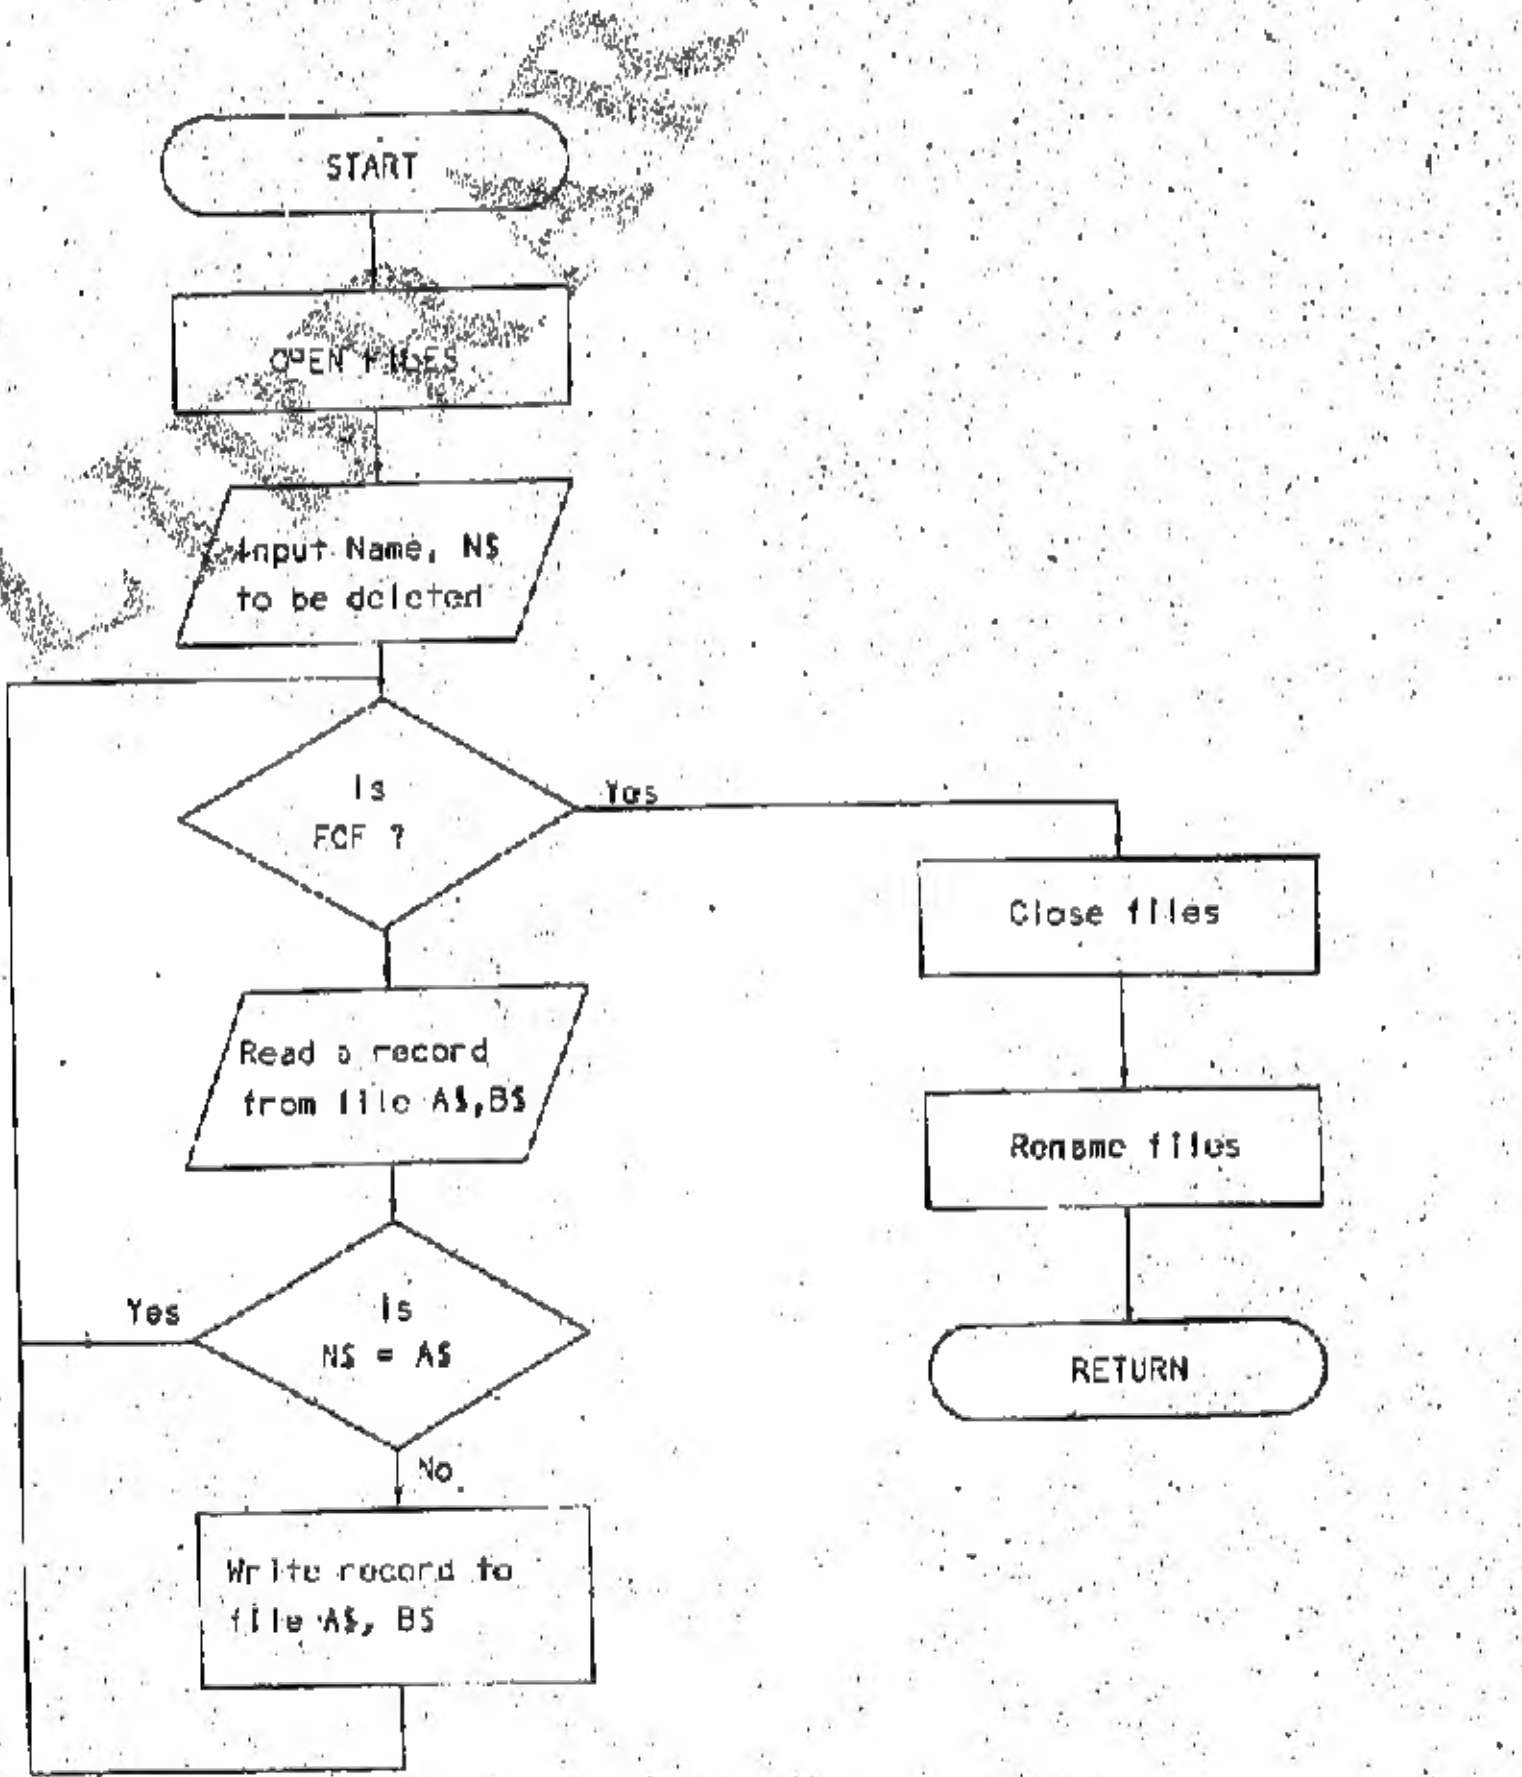 START
OPEN FILES
Input Name, N$
to be deleted
Is
EOF ?
Yes
Close files
Read a record
from file A$,B$
Rename files
Is
N$ = A$
Yes
RETURN
No
Write record to
file A$, B$